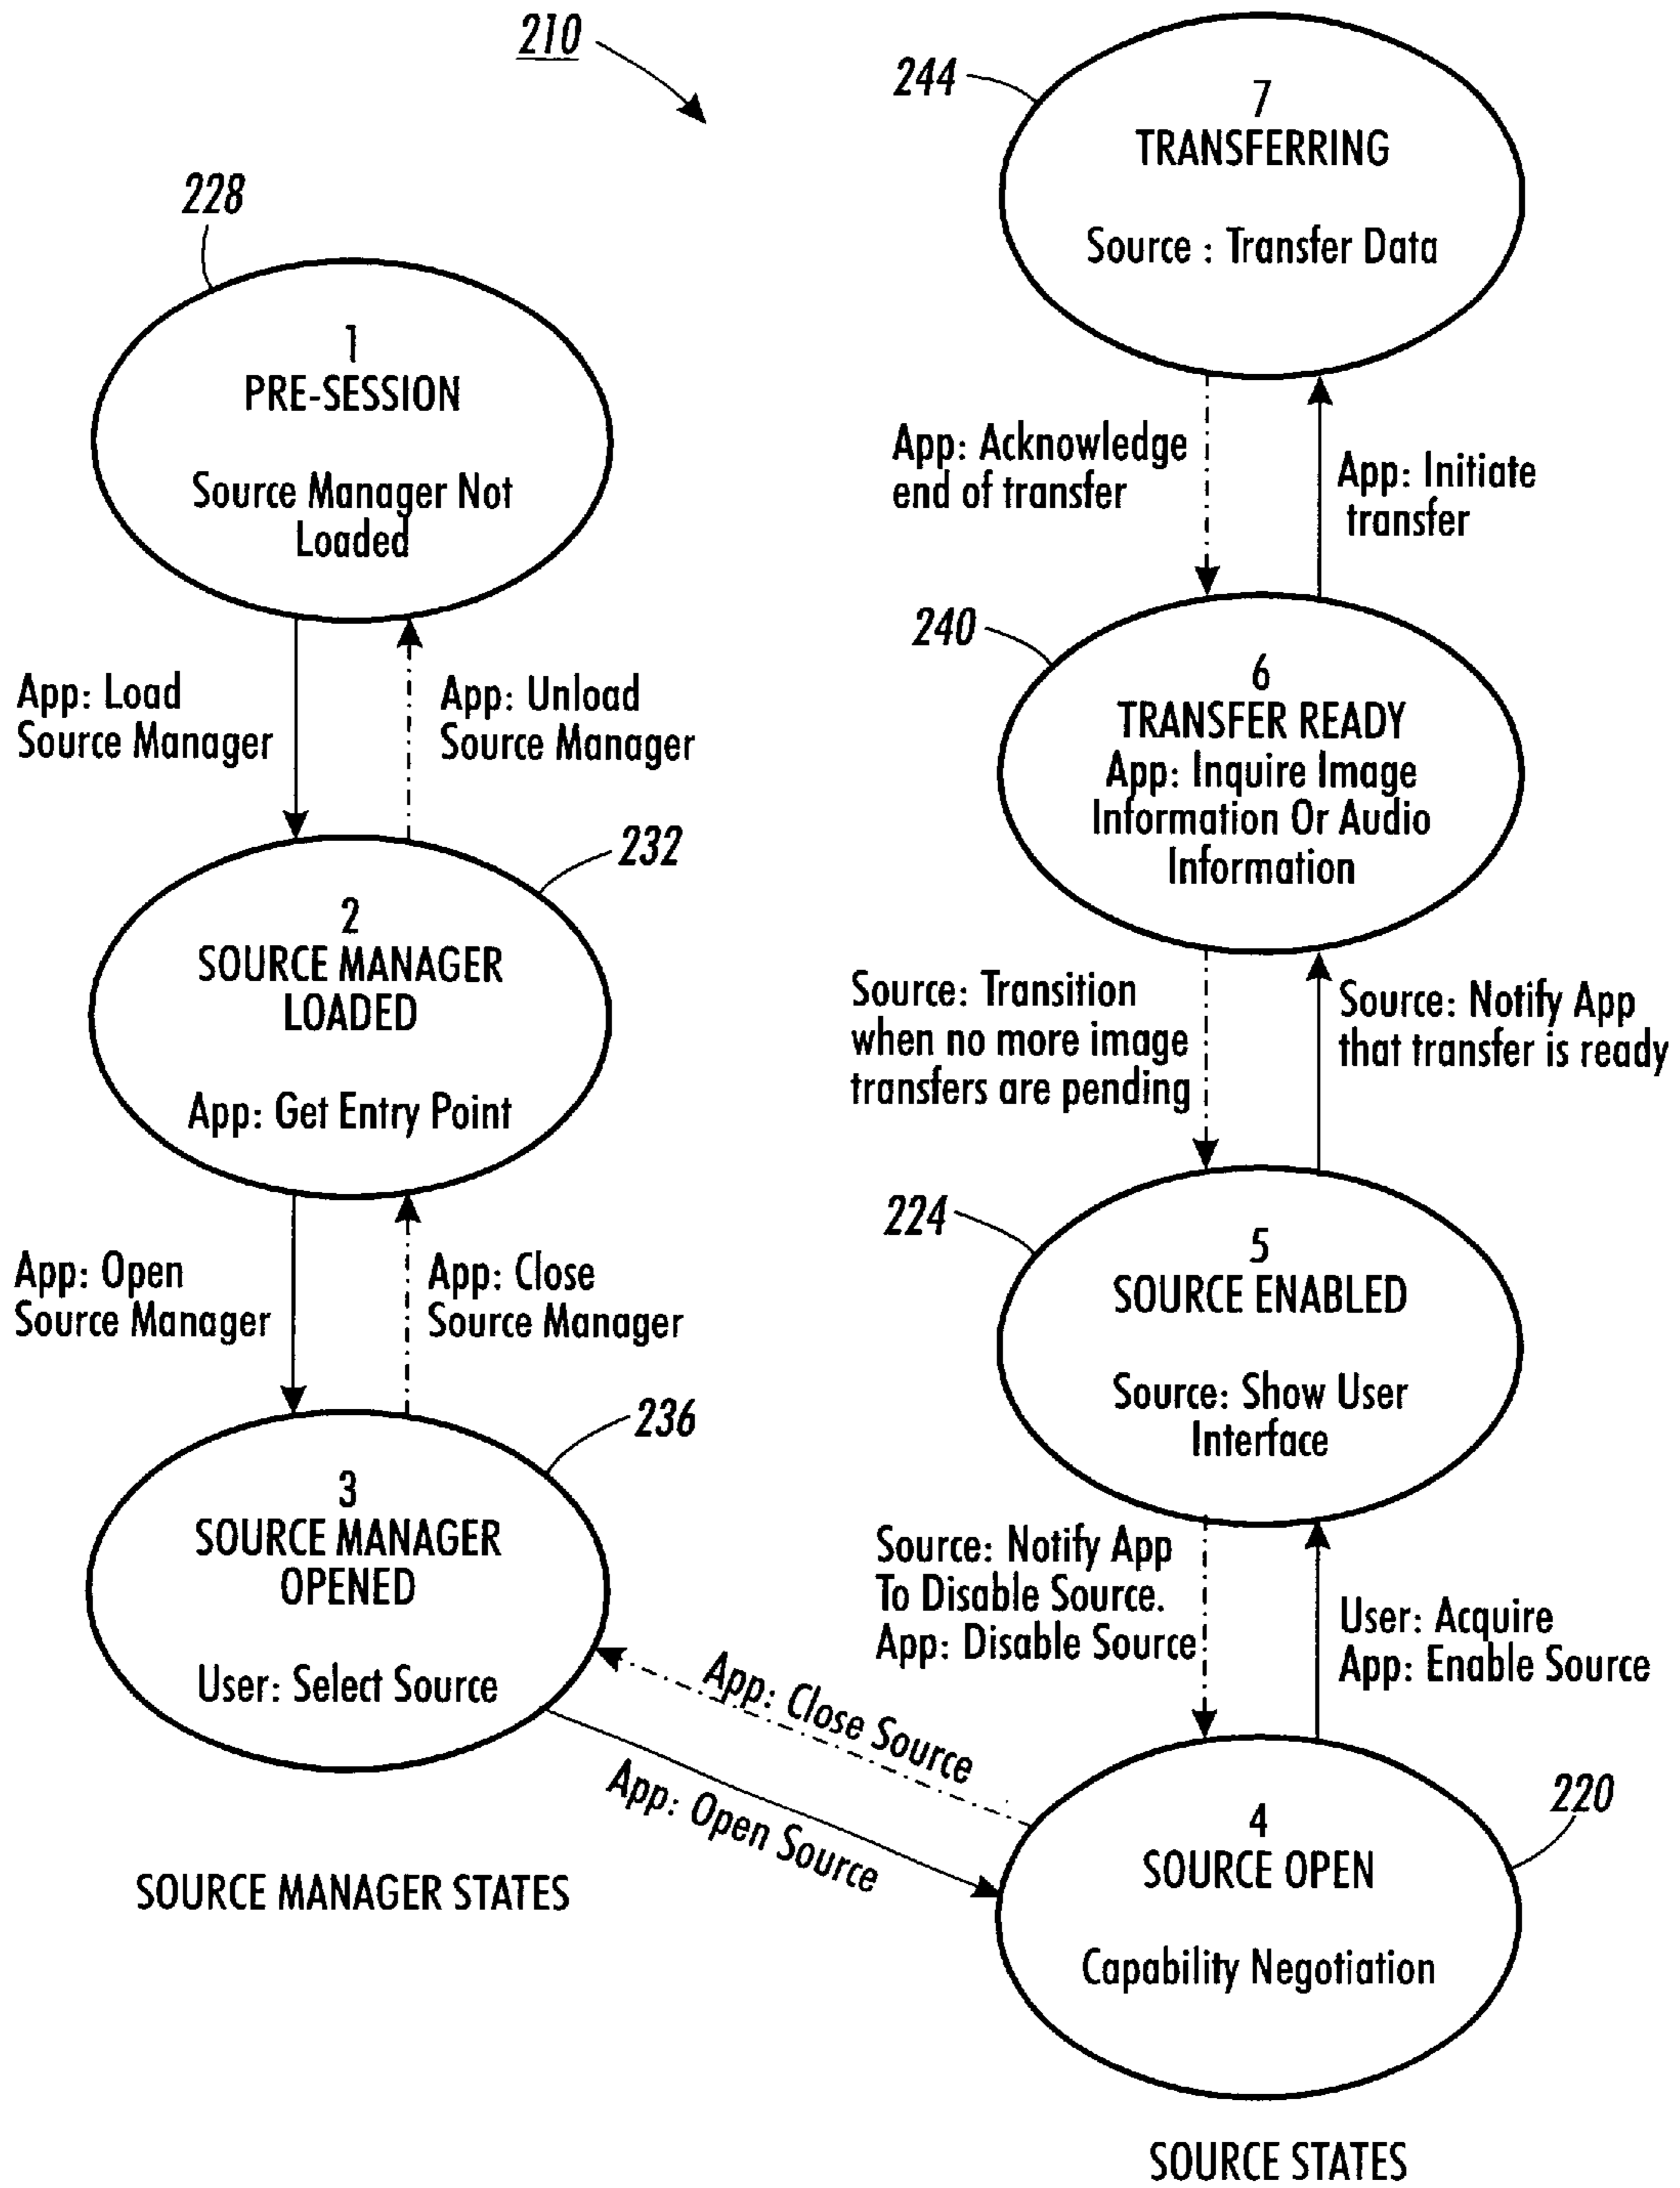 210
228
1
PRE-SESSION
Source Manager Not
Loaded
App: Load
Source Manager
App: Unload
Source Manager
232
2
SOURCE MANAGER
LOADED
App: Get Entry Point
App: Open
Source Manager
App: Close
Source Manager
236
3
SOURCE MANAGER
OPENED
User: Select Source
App: Close Source
App: Open Source
SOURCE MANAGER STATES
244
7
TRANSFERRING
Source : Transfer Data
App: Acknowledge
end of transfer
App: Initiate
transfer
240
6
TRANSFER READY
App: Inquire Image
Information Or Audio
Information
Source: Transition
when no more image
transfers are pending
Source: Notify App
that transfer is ready
224
5
SOURCE ENABLED
Source: Show User
Interface
Source: Notify App
To Disable Source.
App: Disable Source
User: Acquire
App: Enable Source
220
4
SOURCE OPEN
Capability Negotiation
SOURCE STATES